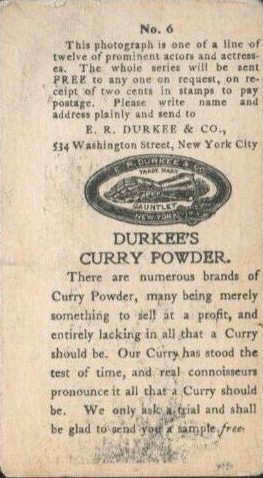 No. 6
This photograph is one of a line of
twelve of prominent actors and actress-
es. The whole series will be sent
FREE to any one on request, on re-
ceipt of two cents in stamps to pay
postage. Please write name and
address plainly and send to
E. R. DURKEE & CO.,
534 Washington Street, New York City
E. R. DURKEE & CO
TRADE MARK
GAUNTLET
NEW YORK
DURKEE'S
CURRY POWDER.
There are numerous brands of
Curry Powder, many being merely
something to sell at a profit, and
entirely lacking in all that a Curry
should be. Our Curry has stood the
test of time, and real connoisseurs
pronounce it all that a Curry should
be. We only ask a trial and shall
be glad to send you a sample free.